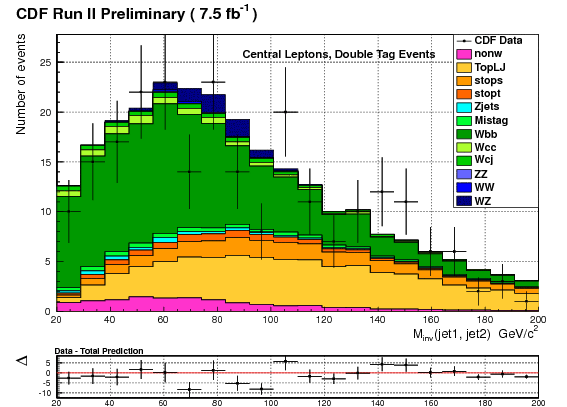 CDF Run II Preliminary ( 7.5 fb⁻¹ )
Number of events
Central Leptons, Double Tag Events
CDF Data
nonw
TopLJ
stops
stopt
Zjets
Mistag
Wbb
Wcc
Wcj
ZZ
WW
WZ
25
20
15
10
5
0
20 40 60 80 100 120 140 160 180 200
M_inv(jet1, jet2) GeV/c²
Data - Total Prediction
Δ
5
0
-5
-10
20 40 60 80 100 120 140 160 180 200